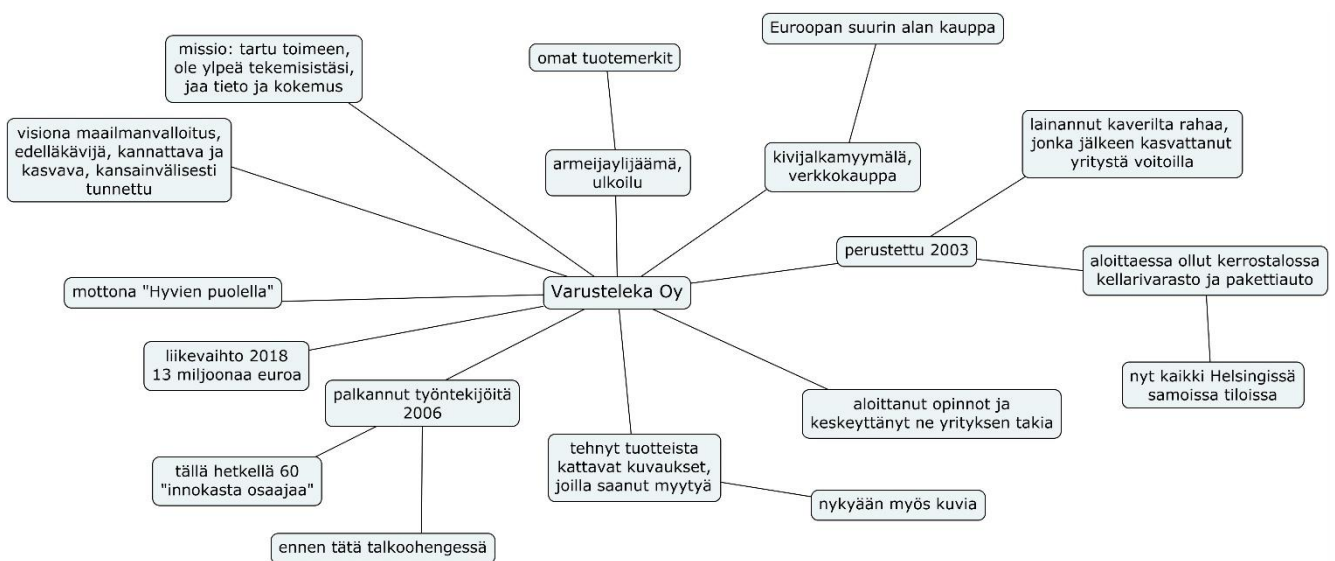 Euroopan suurin alan kauppa
missio: tartu toimeen,
ole ylpeä tekemisistäsi,
jaa tieto ja kokemus
omat tuotemerkit
visiona maailmanvalloitus,
edelläkävijä, kannattava ja
kasvava, kansainvälisesti
tunnettu
armeijaylijäämä,
ulkoilu
kivijalkamyymälä,
verkkokauppa
lainannut kaverilta rahaa,
jonka jälkeen kasvattanut
yritystä voitoilla
perustettu 2003
aloittaessa ollut kerrostalossa
kellarivarasto ja pakettiauto
mottona "Hyvien puolella"
Varusteleka Oy
liikevaihto 2018
13 miljoonaa euroa
palkannut työntekijöitä
2006
aloittanut opinnot ja
keskeyttänyt ne yrityksen takia
nyt kaikki Helsingissä
samoissa tiloissa
tällä hetkellä 60
"innokasta osaajaa"
tehnyt tuotteista
kattavat kuvaukset,
joilla saanut myytyä
nykyään myös kuvia
ennen tätä talkoohengessä